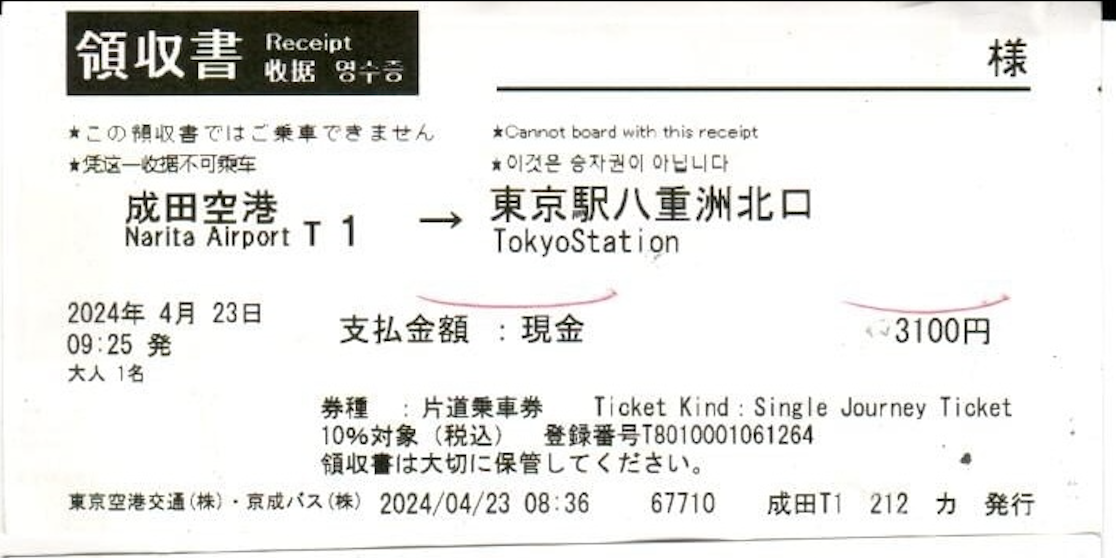 領収書 Receipt
收据 영수증
様
★この領収書ではご乗車できません ★Cannot board with this receipt
★凭这一收据不可乘车 ★이것은 승차권이 아닙니다
成田空港 → 東京駅八重洲北口
Narita Airport T 1 TokyoStation
2024年 4月 23日
09:25 発
大人 1名
支払金額 : 現金 3100円
券種 : 片道乗車券 Ticket Kind : Single Journey Ticket
10%対象（税込） 登録番号T8010001061264
領収書は大切に保管してください。
東京空港交通(株)・京成バス(株) 2024/04/23 08:36 67710 成田T1 212 カ 発行